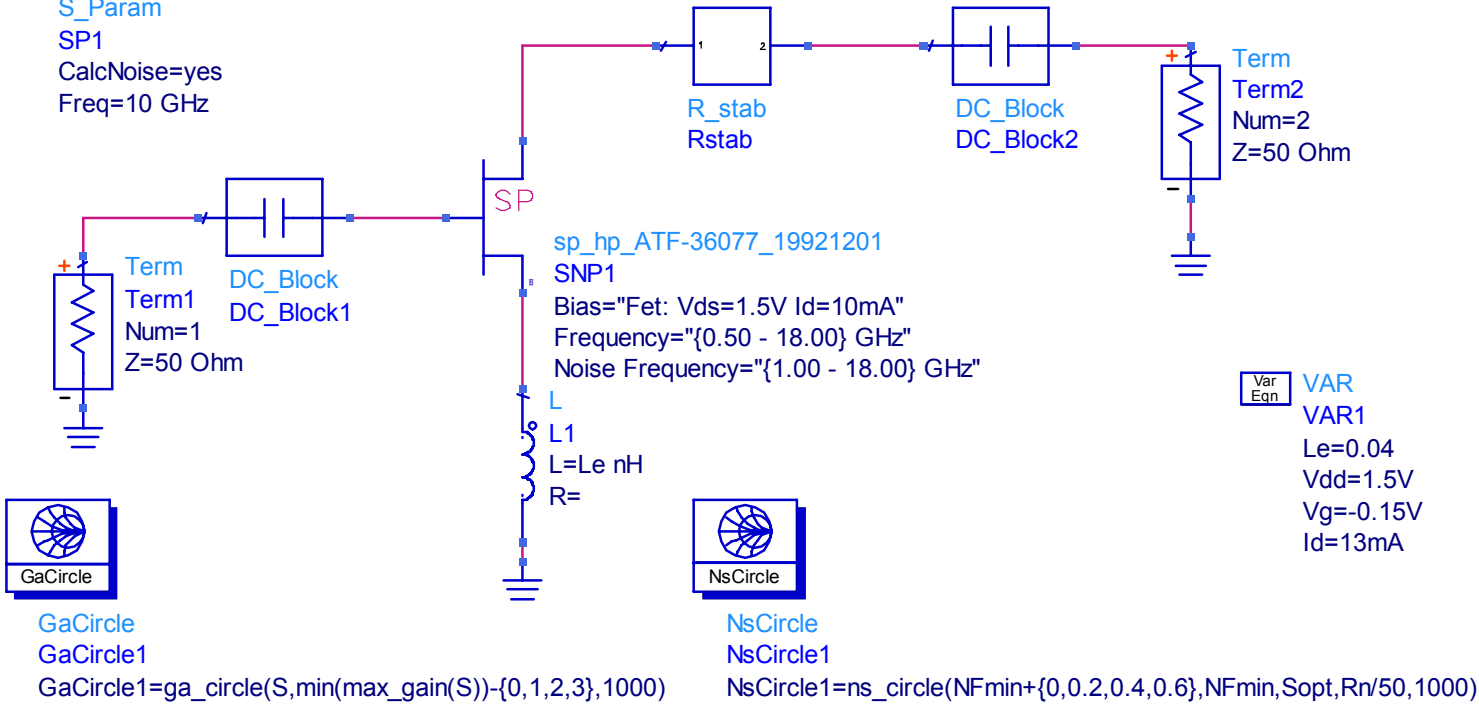 S_Param
SP1
CalcNoise=yes
Freq=10 GHz
1
2
R_stab
Rstab
DC_Block
DC_Block2
+
Term
Term2
Num=2
Z=50 Ohm
-
SP
+
Term
Term1
Num=1
Z=50 Ohm
-
DC_Block
DC_Block1
sp_hp_ATF-36077_19921201
SNP1
Bias="Fet: Vds=1.5V Id=10mA"
Frequency="{0.50 - 18.00} GHz"
Noise Frequency="{1.00 - 18.00} GHz"
L
L1
L=Le nH
R=
Var
Eqn
VAR
VAR1
Le=0.04
Vdd=1.5V
Vg=-0.15V
Id=13mA
GaCircle
GaCircle
GaCircle1
GaCircle1=ga_circle(S,min(max_gain(S))-{0,1,2,3},1000)
NsCircle
NsCircle
NsCircle1
NsCircle1=ns_circle(NFmin+{0,0.2,0.4,0.6},NFmin,Sopt,Rn/50,1000)